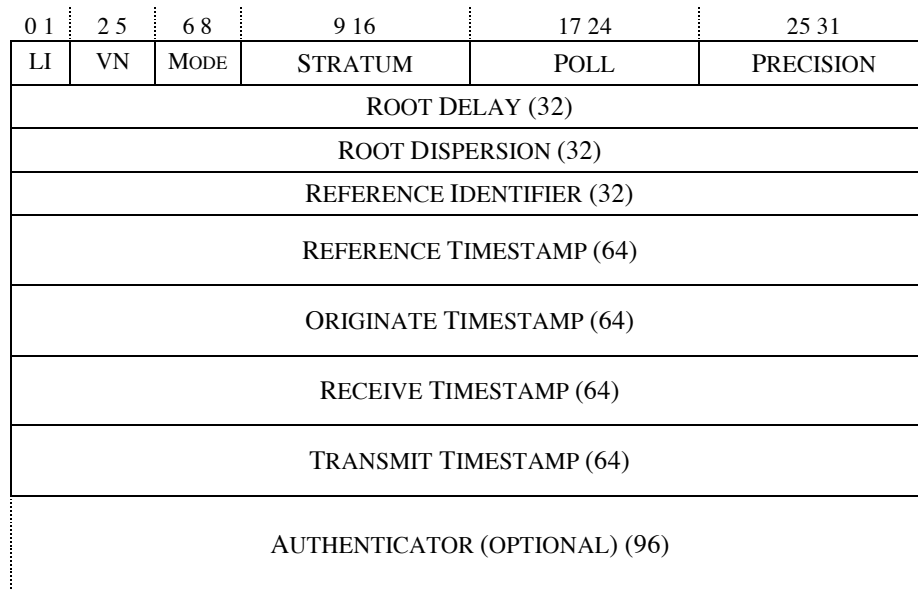 0 1 2 5 6 8 9 16 17 24 25 31
LI VN MODE STRATUM POLL PRECISION
ROOT DELAY (32)
ROOT DISPERSION (32)
REFERENCE IDENTIFIER (32)
REFERENCE TIMESTAMP (64)
ORIGINATE TIMESTAMP (64)
RECEIVE TIMESTAMP (64)
TRANSMIT TIMESTAMP (64)
AUTHENTICATOR (OPTIONAL) (96)